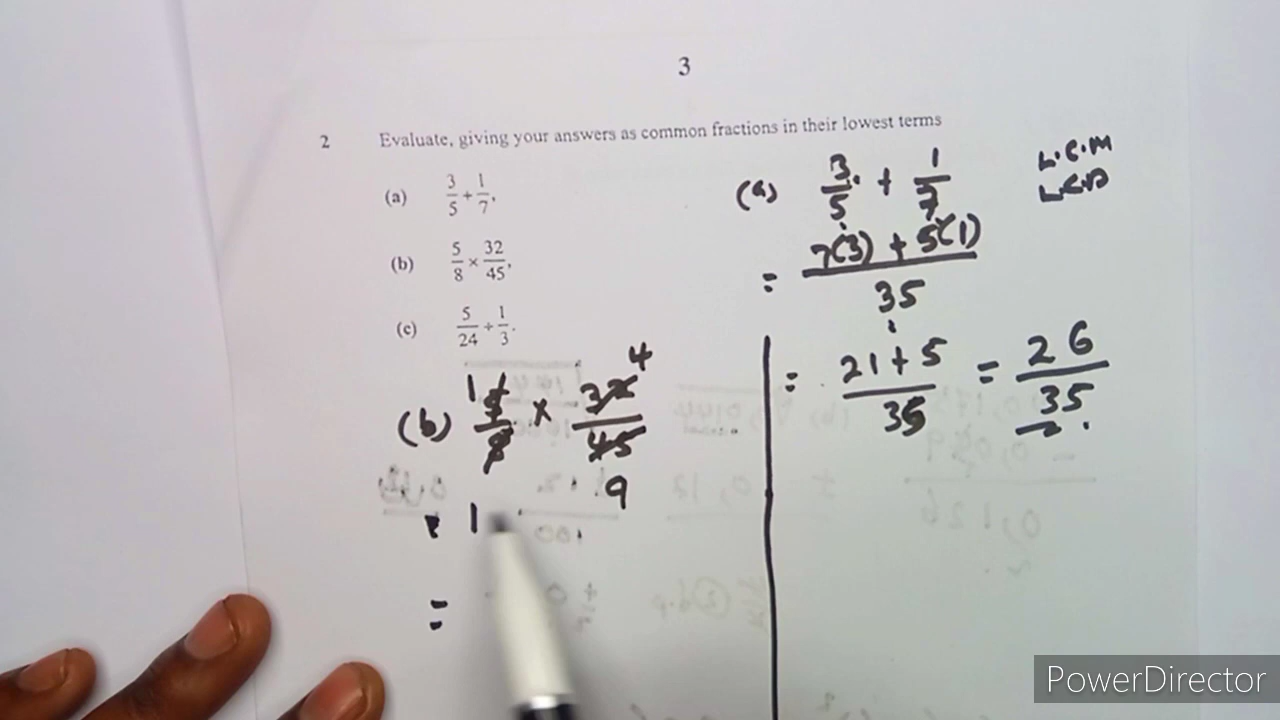 3
2 Evaluate, giving your answers as common fractions in their lowest terms
(a) 3/5 + 1/7,
(b) 5/8 × 32/45,
(c) 5/24 ÷ 1/3.
(a) 3/5 + 1/7
L.C.M
L.C.D
= 7(3) + 5(1) / 35
= 21+5 / 35 = 26/35
(b) 5/8 × 32/45
1 4
9
= 1
=
PowerDirector